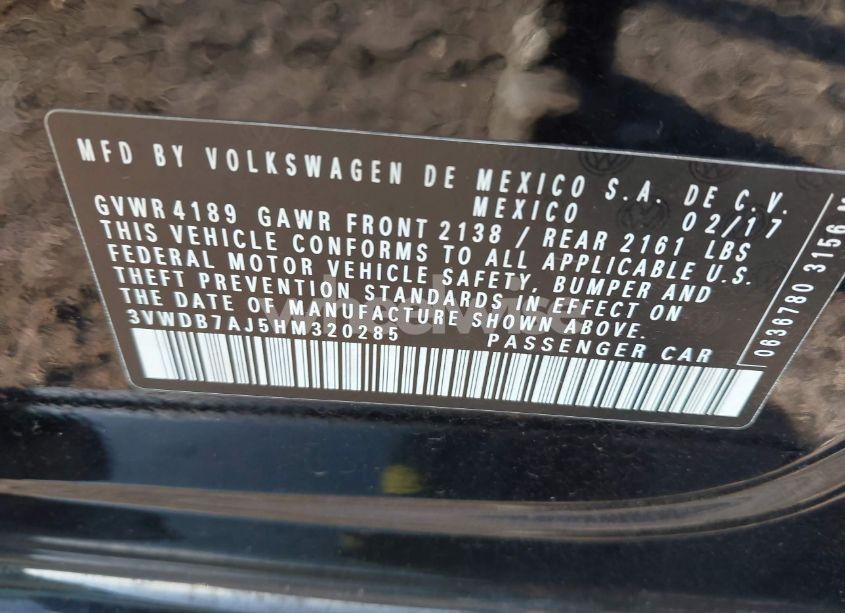 MFD BY VOLKSWAGEN DE MEXICO S.A. DE C.V.
MEXICO 02/17
GVWR 4189 GAWR FRONT 2138 / REAR 2161 LBS
THIS VEHICLE CONFORMS TO ALL APPLICABLE U.S.
FEDERAL MOTOR VEHICLE SAFETY, BUMPER AND
THEFT PREVENTION STANDARDS IN EFFECT ON
THE DATE OF MANUFACTURE SHOWN ABOVE.
3VWDB7AJ5HM320285 PASSENGER CAR
0636780 3156